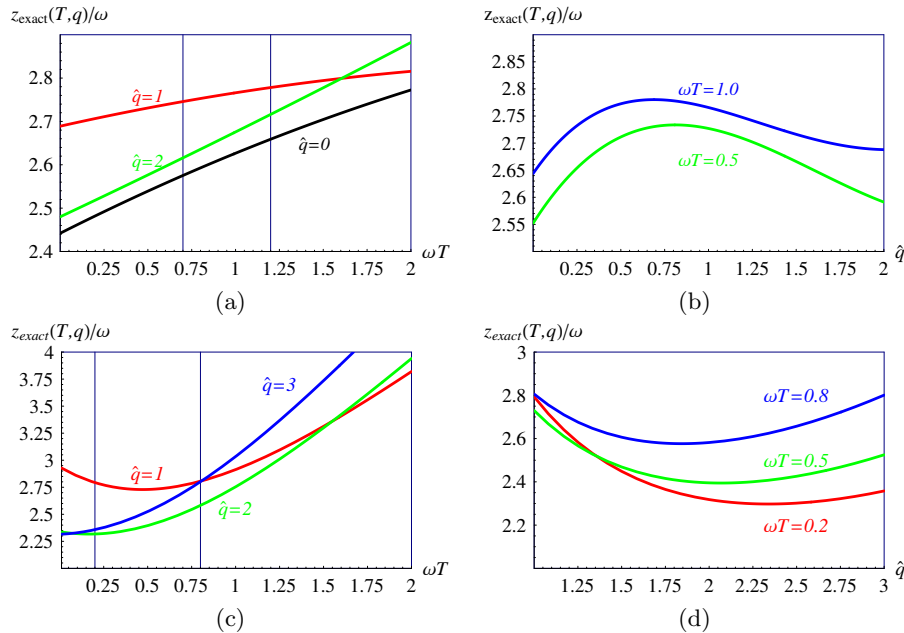 z_exact(T,q)/ω
2.8
2.7
2.6
2.5
2.4
q̂=1
q̂=2
q̂=0
0.25 0.5 0.75 1 1.25 1.5 1.75 2
ωT
(a)
z_exact(T,q)/ω
2.9
2.85
2.8
2.75
2.7
2.65
2.6
2.55
ωT=1.0
ωT=0.5
0.25 0.5 0.75 1 1.25 1.5 1.75 2
q̂
(b)
z_exact(T,q)/ω
4
3.75
3.5
3.25
3
2.75
2.5
2.25
q̂=3
q̂=1
q̂=2
0.25 0.5 0.75 1 1.25 1.5 1.75 2
ωT
(c)
z_exact(T,q)/ω
3
2.8
2.6
2.4
2.2
ωT=0.8
ωT=0.5
ωT=0.2
1.25 1.5 1.75 2 2.25 2.5 2.75 3
q̂
(d)